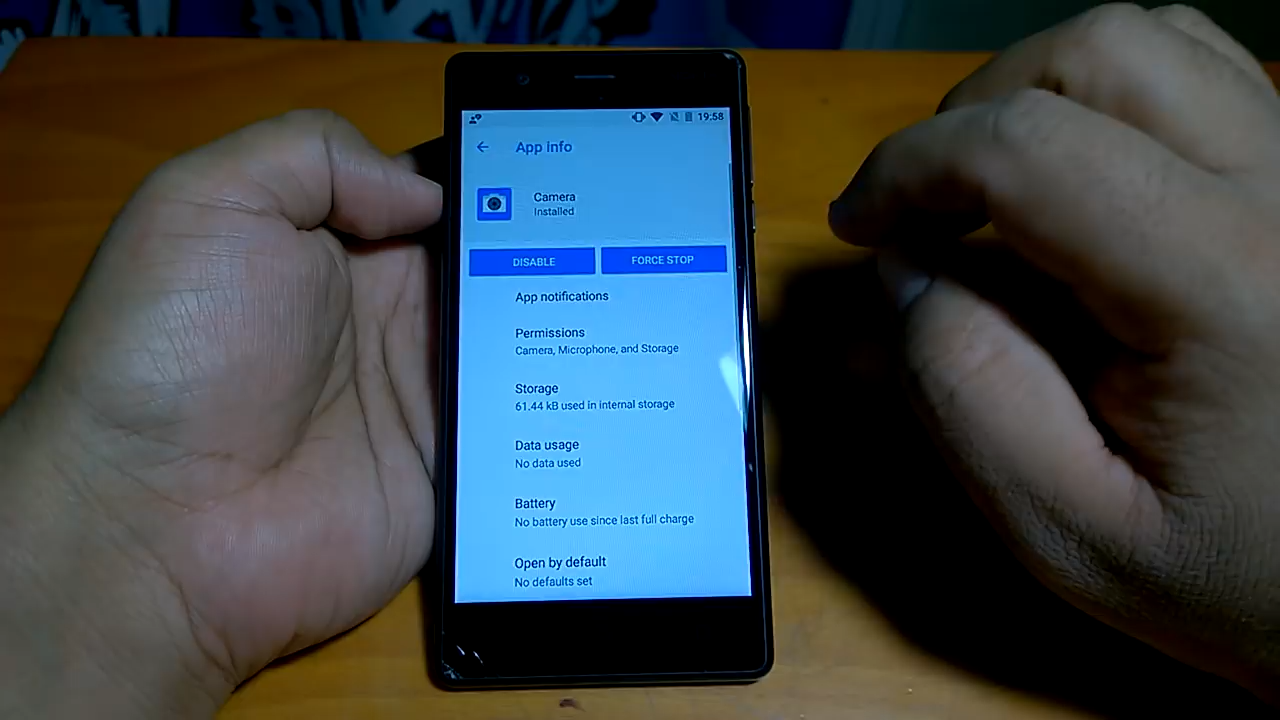 19:58
App info
Camera
Installed
DISABLE
FORCE STOP
App notifications
Permissions
Camera, Microphone, and Storage
Storage
61.44 kB used in internal storage
Data usage
No data used
Battery
No battery use since last full charge
Open by default
No defaults set